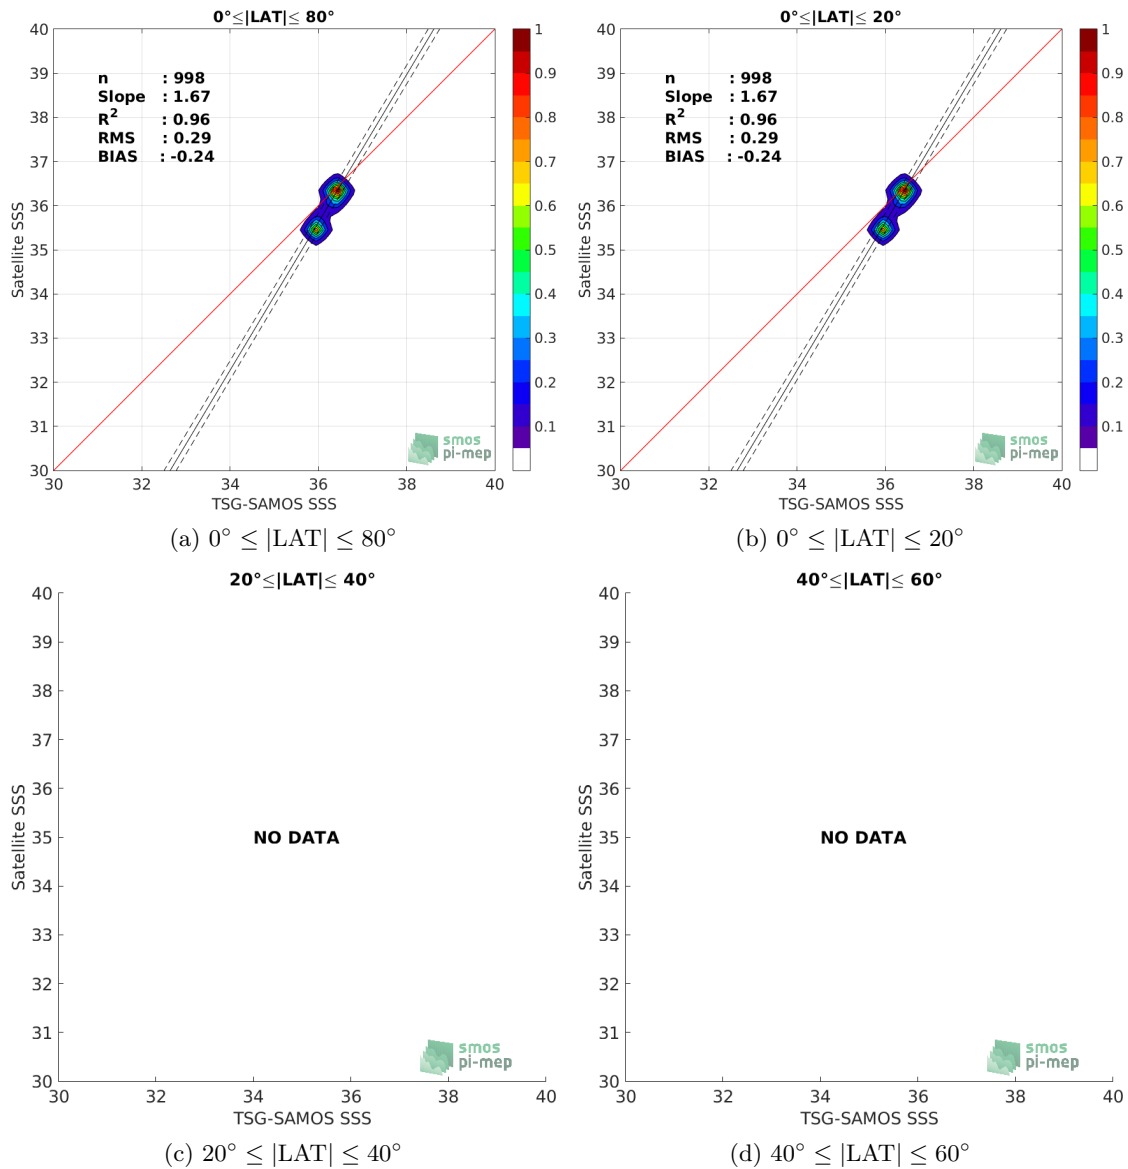 0°≤|LAT|≤ 80°
40
39
38
37
36
35
34
33
32
31
30
Satellite SSS
n : 998
Slope : 1.67
R2 : 0.96
RMS : 0.29
BIAS : -0.24
1
0.9
0.8
0.7
0.6
0.5
0.4
0.3
0.2
0.1
smos
pi-mep
30 32 34 36 38 40
TSG-SAMOS SSS
(a) 0° ≤ |LAT| ≤ 80°
0°≤|LAT|≤ 20°
40
39
38
37
36
35
34
33
32
31
30
Satellite SSS
n : 998
Slope : 1.67
R2 : 0.96
RMS : 0.29
BIAS : -0.24
1
0.9
0.8
0.7
0.6
0.5
0.4
0.3
0.2
0.1
smos
pi-mep
30 32 34 36 38 40
TSG-SAMOS SSS
(b) 0° ≤ |LAT| ≤ 20°
20°≤|LAT|≤ 40°
40
39
38
37
36
35
34
33
32
31
30
Satellite SSS
NO DATA
smos
pi-mep
30 32 34 36 38 40
TSG-SAMOS SSS
(c) 20° ≤ |LAT| ≤ 40°
40°≤|LAT|≤ 60°
40
39
38
37
36
35
34
33
32
31
30
Satellite SSS
NO DATA
smos
pi-mep
30 32 34 36 38 40
TSG-SAMOS SSS
(d) 40° ≤ |LAT| ≤ 60°